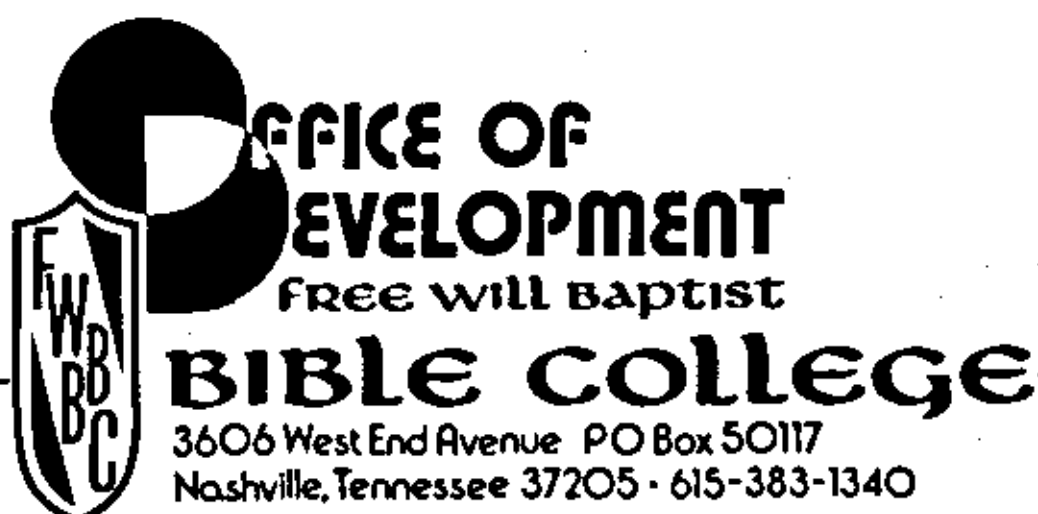 OFFICE OF
DEVELOPMENT
FREE WILL BAPTIST
BIBLE COLLEGE
FWBBC
3606 West End Avenue PO Box 50117
Nashville, Tennessee 37205 · 615-383-1340